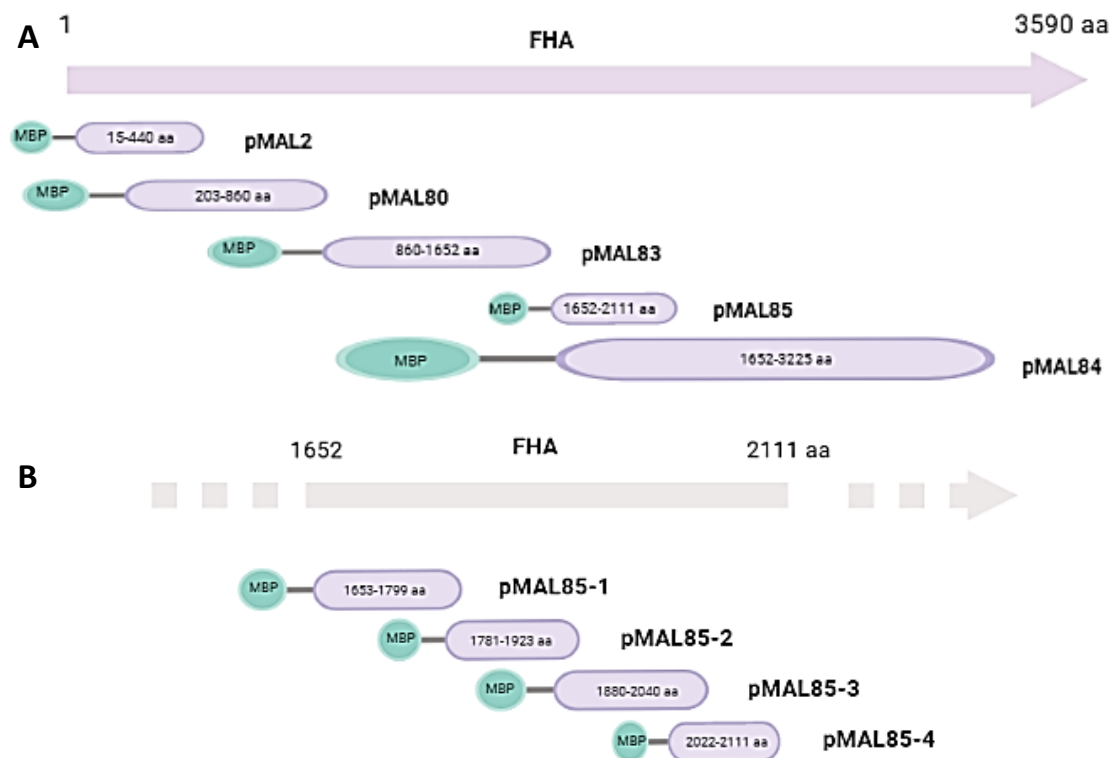 A
1
3590 aa
FHA
MBP
15-440 aa
pMAL2
MBP
203-860 aa
pMAL80
MBP
860-1652 aa
pMAL83
MBP
1652-2111 aa
pMAL85
MBP
1652-3225 aa
pMAL84
B
1652
FHA
2111 aa
MBP
1653-1799 aa
pMAL85-1
MBP
1781-1923 aa
pMAL85-2
MBP
1880-2040 aa
pMAL85-3
MBP
2022-2111 aa
pMAL85-4